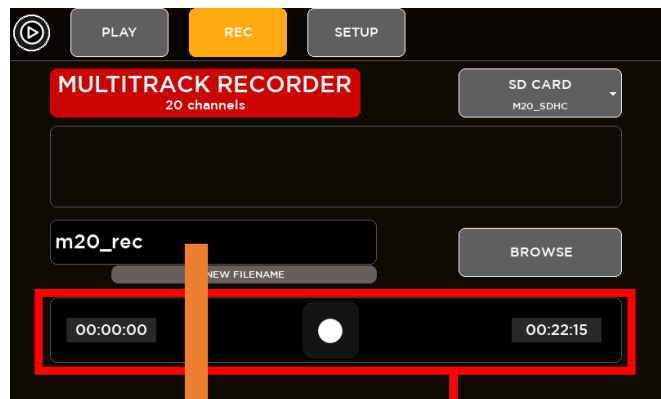 PLAY
REC
SETUP
MULTITRACK RECORDER
20 channels
SD CARD
M20_SDHC
m20_rec
NEW FILENAME
BROWSE
00:00:00
00:22:15